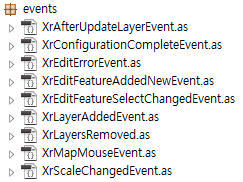 events
XrAfterUpdateLayerEvent.as
XrConfigurationCompleteEvent.as
XrEditErrorEvent.as
XrEditFeatureAddedNewEvent.as
XrEditFeatureSelectChangedEvent.as
XrLayerAddedEvent.as
XrLayersRemoved.as
XrMapMouseEvent.as
XrScaleChangedEvent.as